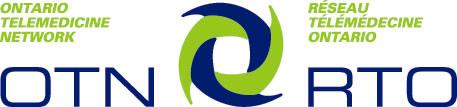 ONTARIO
TELEMEDICINE
NETWORK
OTN
RÉSEAU
TÉLÉMÉDECINE
ONTARIO
RTO